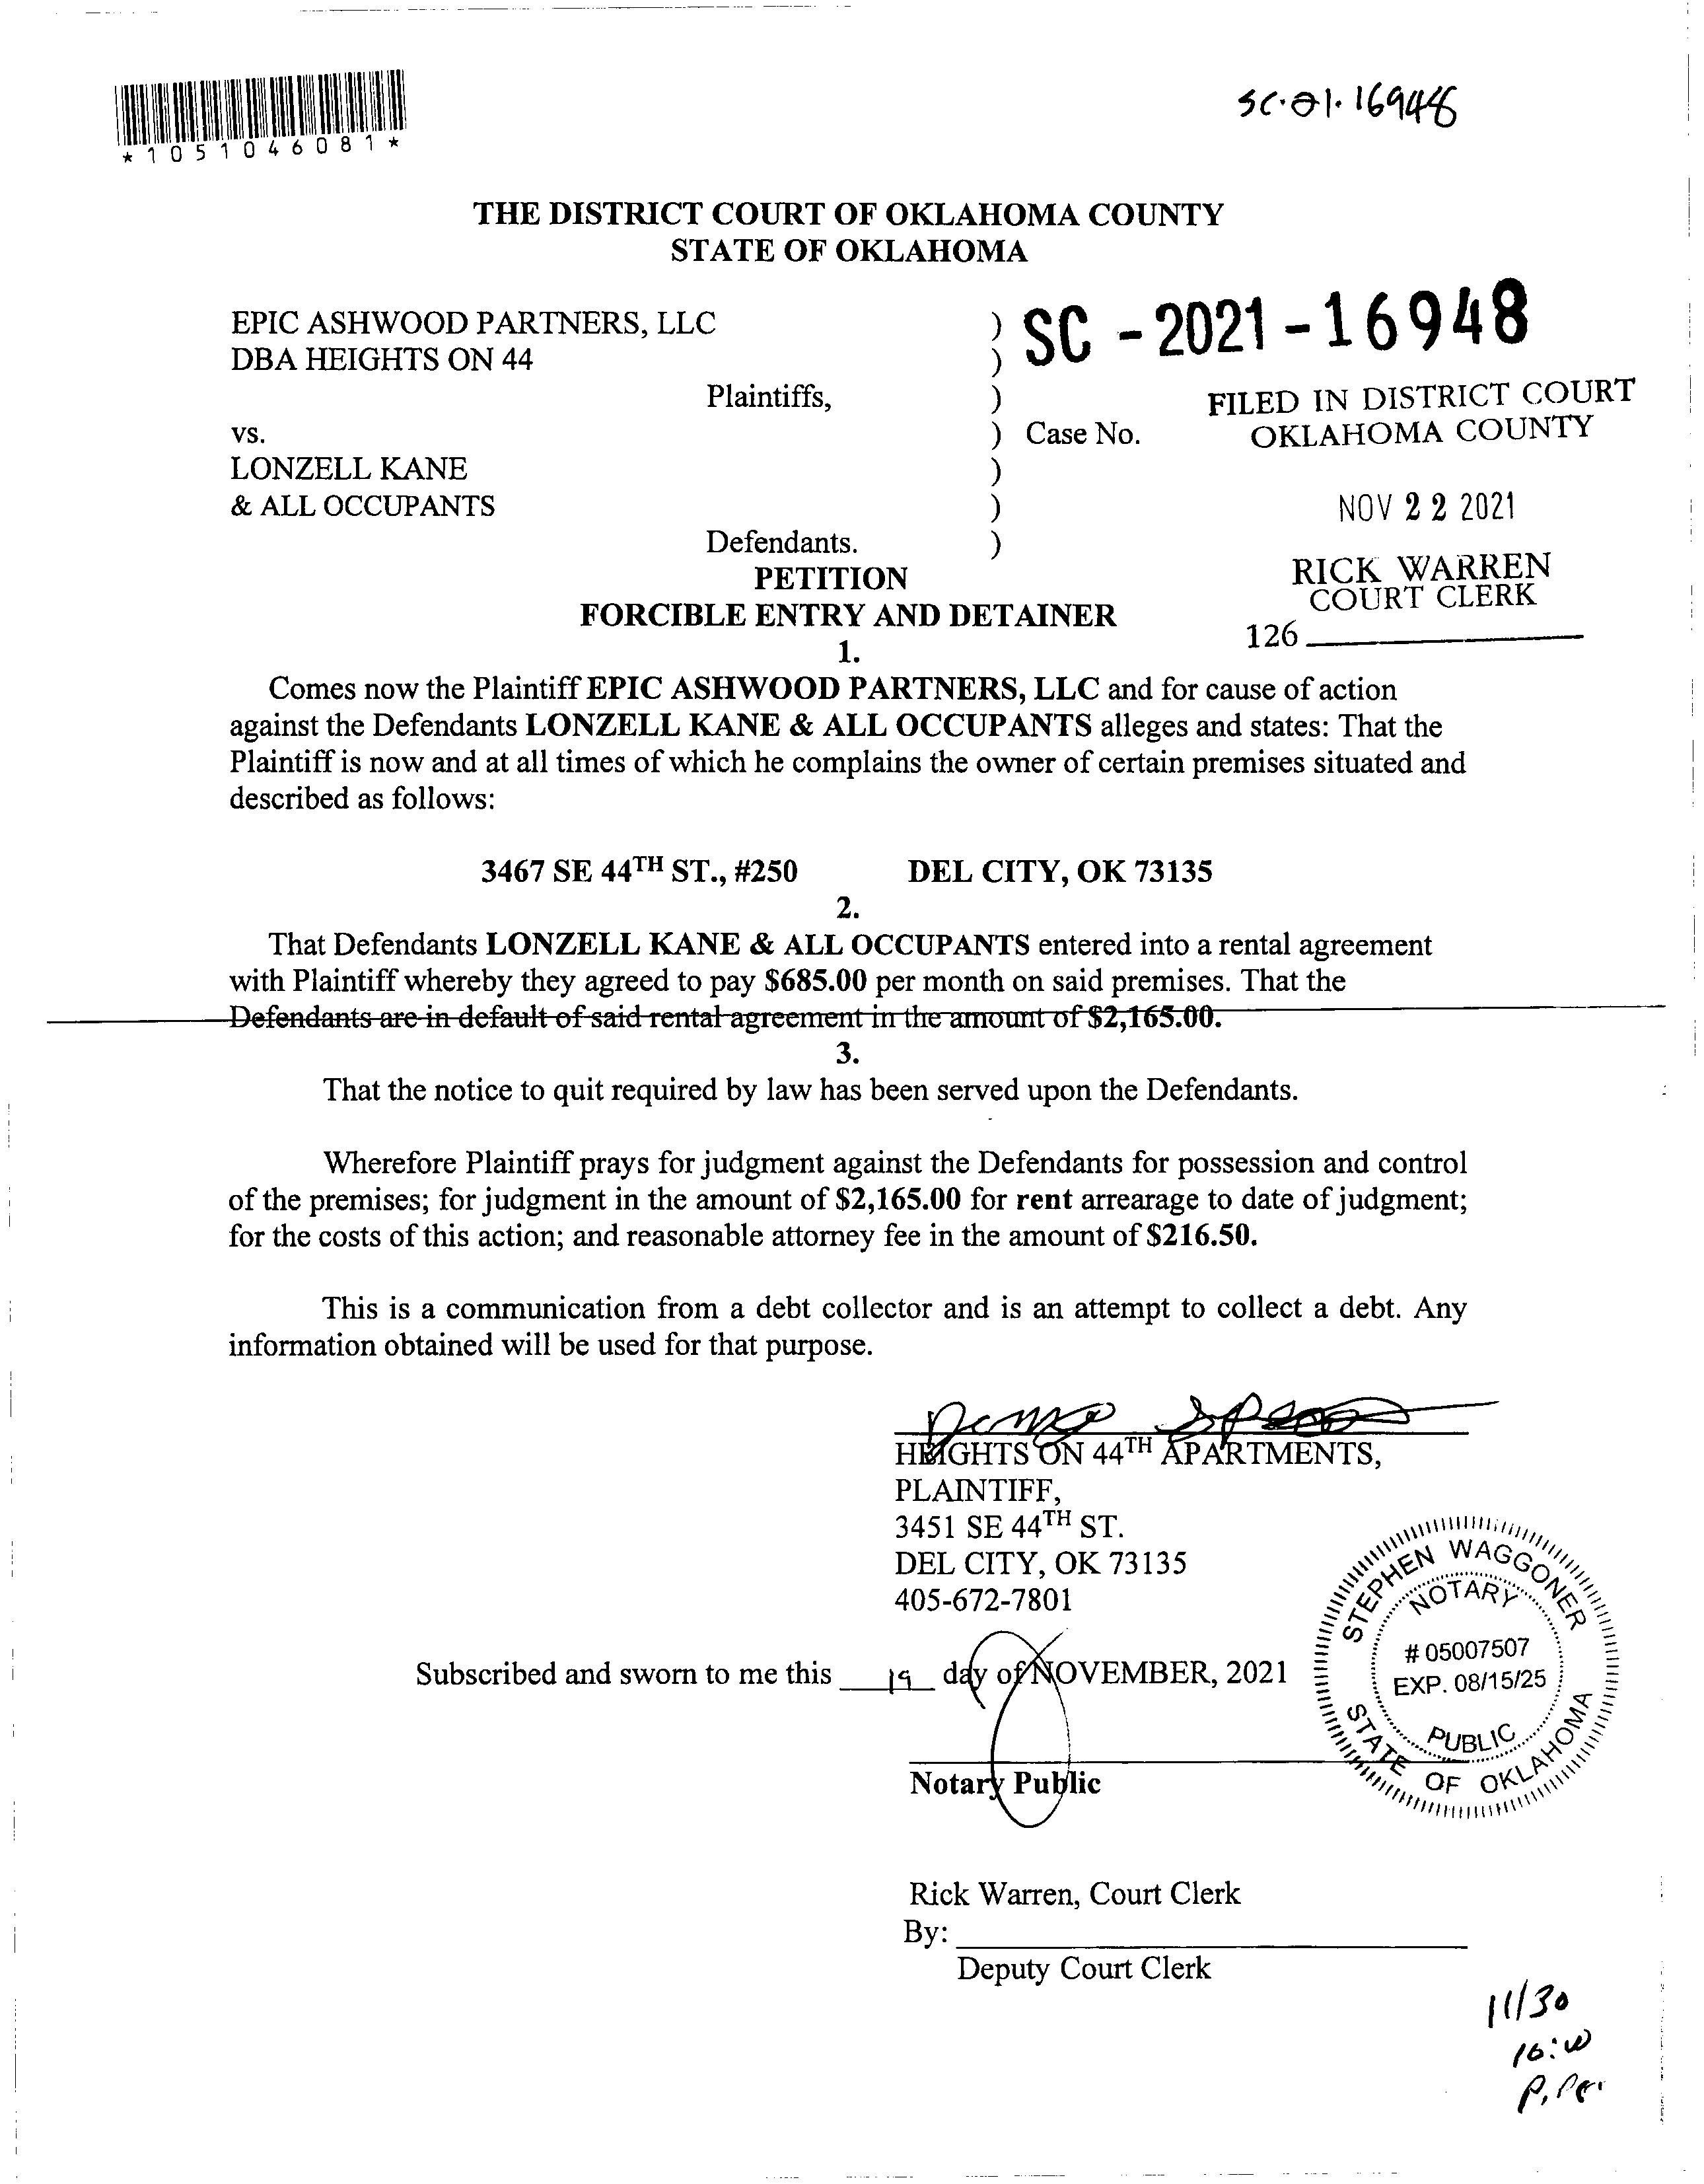 *1051046081*
SC-21-16948
THE DISTRICT COURT OF OKLAHOMA COUNTY
STATE OF OKLAHOMA
EPIC ASHWOOD PARTNERS, LLC ) SC -2021-16948
DBA HEIGHTS ON 44 )
Plaintiffs, ) FILED IN DISTRICT COURT
vs. ) Case No. OKLAHOMA COUNTY
LONZELL KANE )
& ALL OCCUPANTS ) NOV 22 2021
Defendants. )
PETITION RICK WARREN
FORCIBLE ENTRY AND DETAINER COURT CLERK
1. 126
Comes now the Plaintiff EPIC ASHWOOD PARTNERS, LLC and for cause of action
against the Defendants LONZELL KANE & ALL OCCUPANTS alleges and states: That the
Plaintiff is now and at all times of which he complains the owner of certain premises situated and
described as follows:
3467 SE 44TH ST., #250 DEL CITY, OK 73135
2.
That Defendants LONZELL KANE & ALL OCCUPANTS entered into a rental agreement
with Plaintiff whereby they agreed to pay $685.00 per month on said premises. That the
Defendants are in default of said rental agreement in the amount of $2,165.00.
3.
That the notice to quit required by law has been served upon the Defendants.
Wherefore Plaintiff prays for judgment against the Defendants for possession and control
of the premises; for judgment in the amount of $2,165.00 for rent arrearage to date of judgment;
for the costs of this action; and reasonable attorney fee in the amount of $216.50.
This is a communication from a debt collector and is an attempt to collect a debt. Any
information obtained will be used for that purpose.
HEIGHTS ON 44TH APARTMENTS,
PLAINTIFF,
3451 SE 44TH ST.
DEL CITY, OK 73135
405-672-7801
STEPHEN WAGGONER
NOTARY
# 05007507
EXP. 08/15/25
PUBLIC
STATE OF OKLAHOMA
Subscribed and sworn to me this 19 day of NOVEMBER, 2021
Notary Public
Rick Warren, Court Clerk
By:
Deputy Court Clerk
11/30